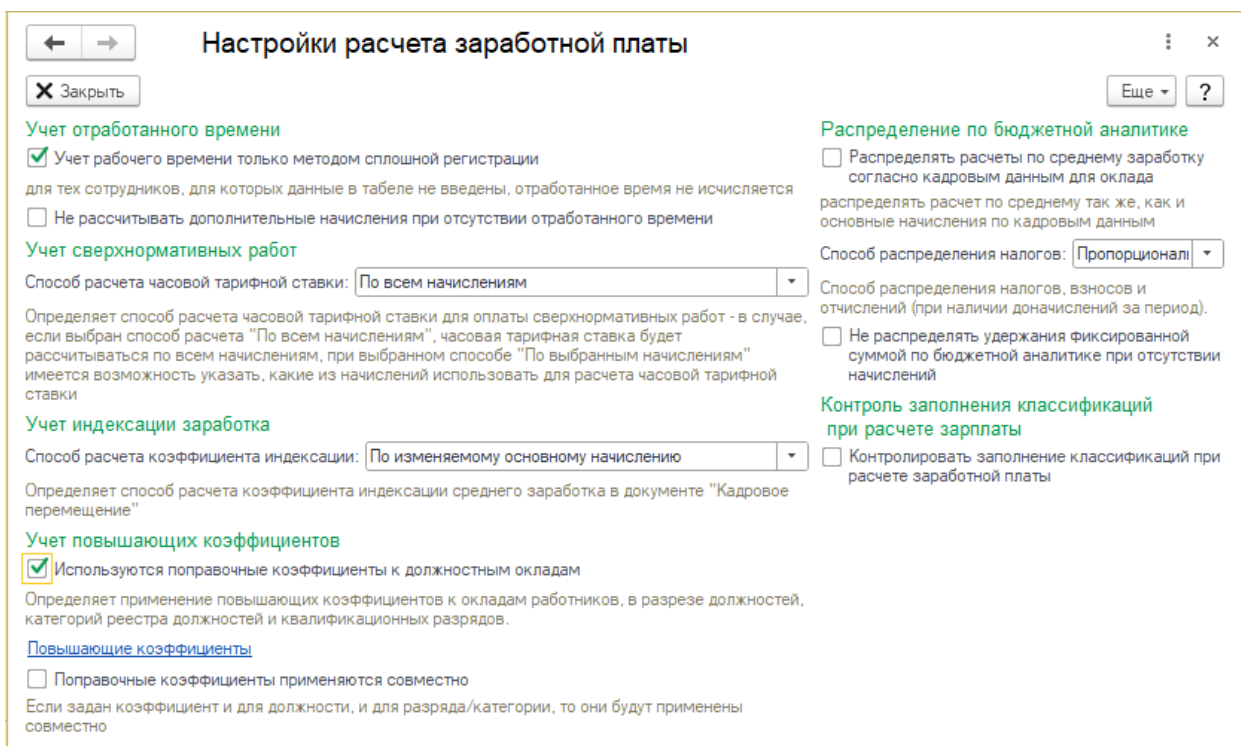 Настройки расчета заработной платы
Закрыть
Еще
?
Учет отработанного времени
Учет рабочего времени только методом сплошной регистрации
для тех сотрудников, для которых данные в табеле не введены, отработанное время не исчисляется
Не рассчитывать дополнительные начисления при отсутствии отработанного времени
Учет сверхнормативных работ
Способ расчета часовой тарифной ставки: По всем начислениям
Определяет способ расчета часовой тарифной ставки для оплаты сверхнормативных работ - в случае,
если выбран способ расчета "По всем начислениям", часовая тарифная ставка будет
рассчитываться по всем начислениям, при выбранном способе "По выбранным начислениям"
имеется возможность указать, какие из начислений использовать для расчета часовой тарифной
ставки
Учет индексации заработка
Способ расчета коэффициента индексации: По изменяемому основному начислению
Определяет способ расчета коэффициента индексации среднего заработка в документе "Кадровое
перемещение"
Учет повышающих коэффициентов
Используются поправочные коэффициенты к должностным окладам
Определяет применение повышающих коэффициентов к окладам работников, в разрезе должностей,
категорий реестра должностей и квалификационных разрядов.
Повышающие коэффициенты
Поправочные коэффициенты применяются совместно
Если задан коэффициент и для должности, и для разряда/категории, то они будут применены
совместно
Распределение по бюджетной аналитике
Распределять расчеты по среднему заработку
согласно кадровым данным для оклада
распределять расчет по среднему так же, как и
основные начисления по кадровым данным
Способ распределения налогов: Пропорционал
Способ распределения налогов, взносов и
отчислений (при наличии доначислений за период).
Не распределять удержания фиксированной
суммой по бюджетной аналитике при отсутствии
начислений
Контроль заполнения классификаций
при расчете зарплаты
Контролировать заполнение классификаций при
расчете заработной платы